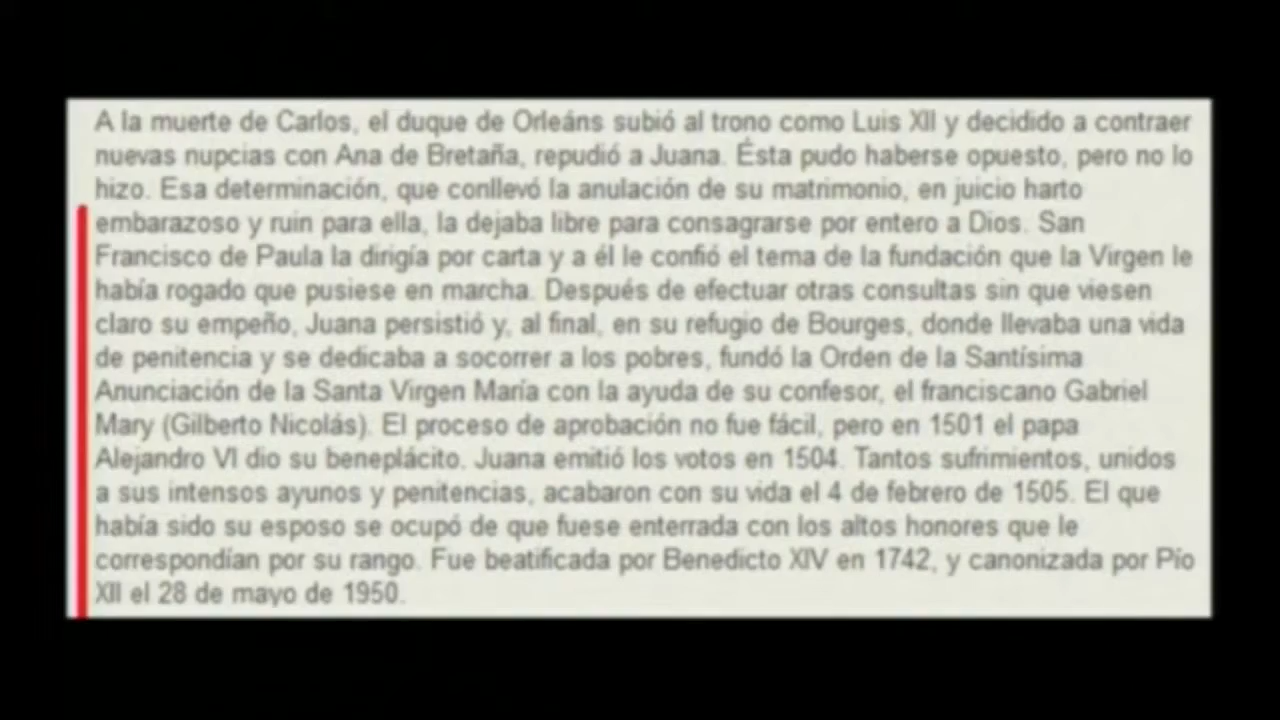 A la muerte de Carlos, el duque de Orleáns subió al trono como Luis XII y decidido a contraer
nuevas nupcias con Ana de Bretaña, repudió a Juana. Ésta pudo haberse opuesto, pero no lo
hizo. Esa determinación, que conllevó la anulación de su matrimonio, en juicio harto
embarazoso y ruin para ella, la dejaba libre para consagrarse por entero a Dios. San
Francisco de Paula la dirigía por carta y a él le confió el tema de la fundación que la Virgen le
había rogado que pusiese en marcha. Después de efectuar otras consultas sin que viesen
claro su empeño, Juana persistió y, al final, en su refugio de Bourges, donde llevaba una vida
de penitencia y se dedicaba a socorrer a los pobres, fundó la Orden de la Santísima
Anunciación de la Santa Virgen María con la ayuda de su confesor, el franciscano Gabriel
Mary (Gilberto Nicolás). El proceso de aprobación no fue fácil, pero en 1501 el papa
Alejandro VI dio su beneplácito. Juana emitió los votos en 1504. Tantos sufrimientos, unidos
a sus intensos ayunos y penitencias, acabaron con su vida el 4 de febrero de 1505. El que
había sido su esposo se ocupó de que fuese enterrada con los altos honores que le
correspondían por su rango. Fue beatificada por Benedicto XIV en 1742, y canonizada por Pío
XII el 28 de mayo de 1950.